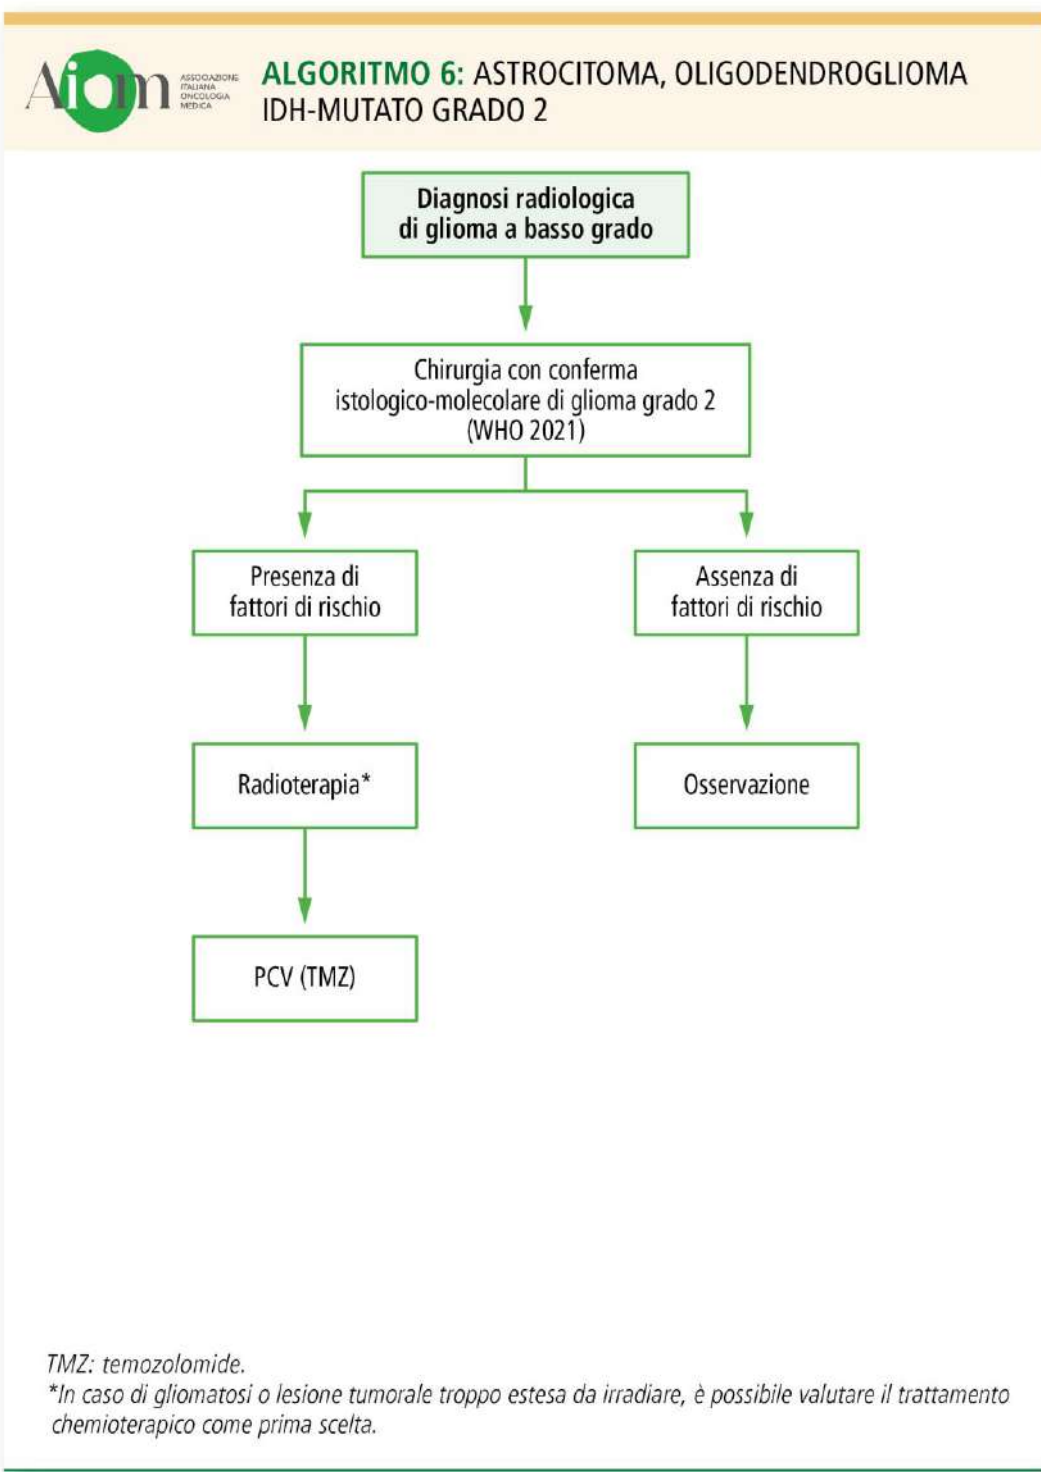 Aiom
ASSOCIAZIONE
ITALIANA
ONCOLOGIA
MEDICA
ALGORITMO 6: ASTROCITOMA, OLIGODENDROGLIOMA
IDH-MUTATO GRADO 2
Diagnosi radiologica
di glioma a basso grado
Chirurgia con conferma
istologico-molecolare di glioma grado 2
(WHO 2021)
Presenza di
fattori di rischio
Assenza di
fattori di rischio
Radioterapia*
Osservazione
PCV (TMZ)
TMZ: temozolomide.
*In caso di gliomatosi o lesione tumorale troppo estesa da irradiare, è possibile valutare il trattamento
chemioterapico come prima scelta.